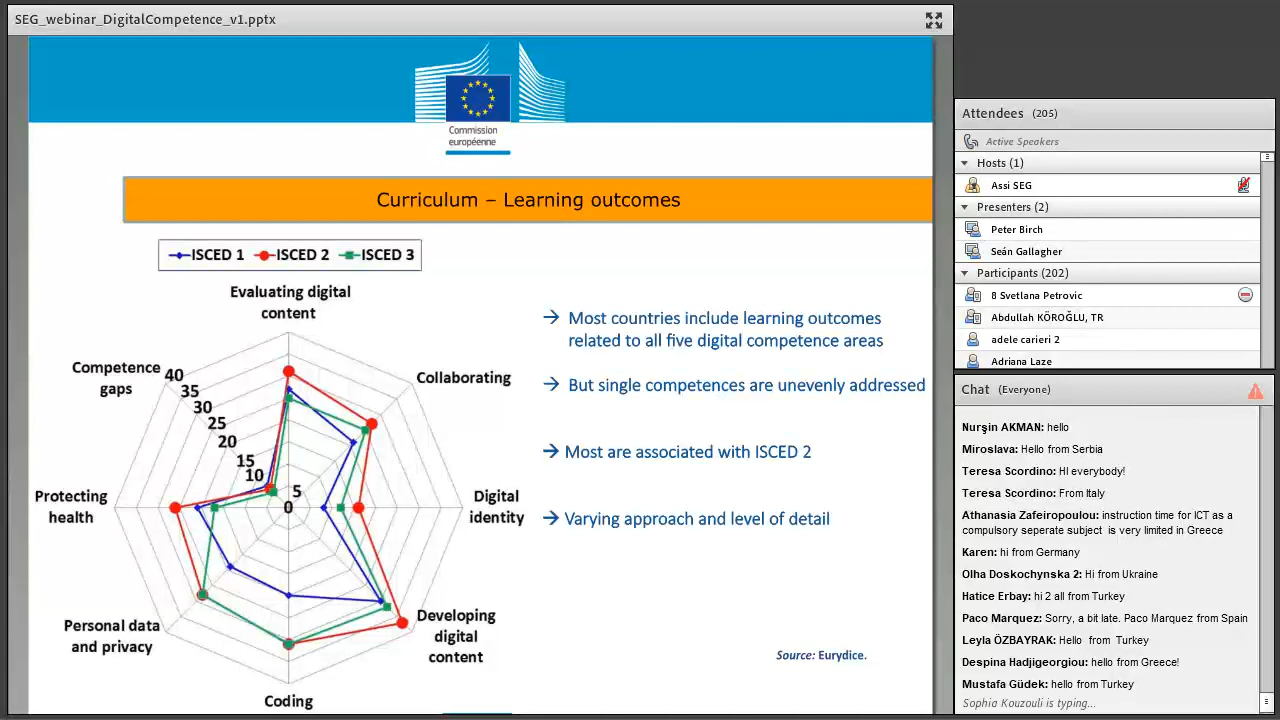 SEG_webinar_DigitalCompetence_v1.pptx
Commission
européenne
Curriculum – Learning outcomes
ISCED 1 ISCED 2 ISCED 3
Evaluating digital
content
Collaborating
Digital
identity
Developing
digital
content
Coding
Personal data
and privacy
Protecting
health
Competence
gaps
40
35
30
25
20
15
10
5
0
→ Most countries include learning outcomes
related to all five digital competence areas
→ But single competences are unevenly addressed
→ Most are associated with ISCED 2
→ Varying approach and level of detail
Source: Eurydice.
Attendees (205)
Active Speakers
Hosts (1)
Assi SEG
Presenters (2)
Peter Birch
Seán Gallagher
Participants (202)
8 Svetlana Petrovic
Abdullah KÖROĞLU, TR
adele carieri 2
Adriana Laze
Chat (Everyone)
Nurşin AKMAN: hello
Miroslava: Hello from Serbia
Teresa Scordino: HI everybody!
Teresa Scordino: From Italy
Athanasia Zafeiropoulou: instruction time for ICT as a
compulsory seperate subject is very limited in Greece
Karen: hi from Germany
Olha Doskochynska 2: Hi from Ukraine
Hatice Erbay: hi 2 all from Turkey
Paco Marquez: Sorry, a bit late. Paco Marquez from Spain
Leyla ÖZBAYRAK: Hello from Turkey
Despina Hadjigeorgiou: hello from Greece!
Mustafa Güdek: hello from Turkey
Sophia Kouzouli is typing...